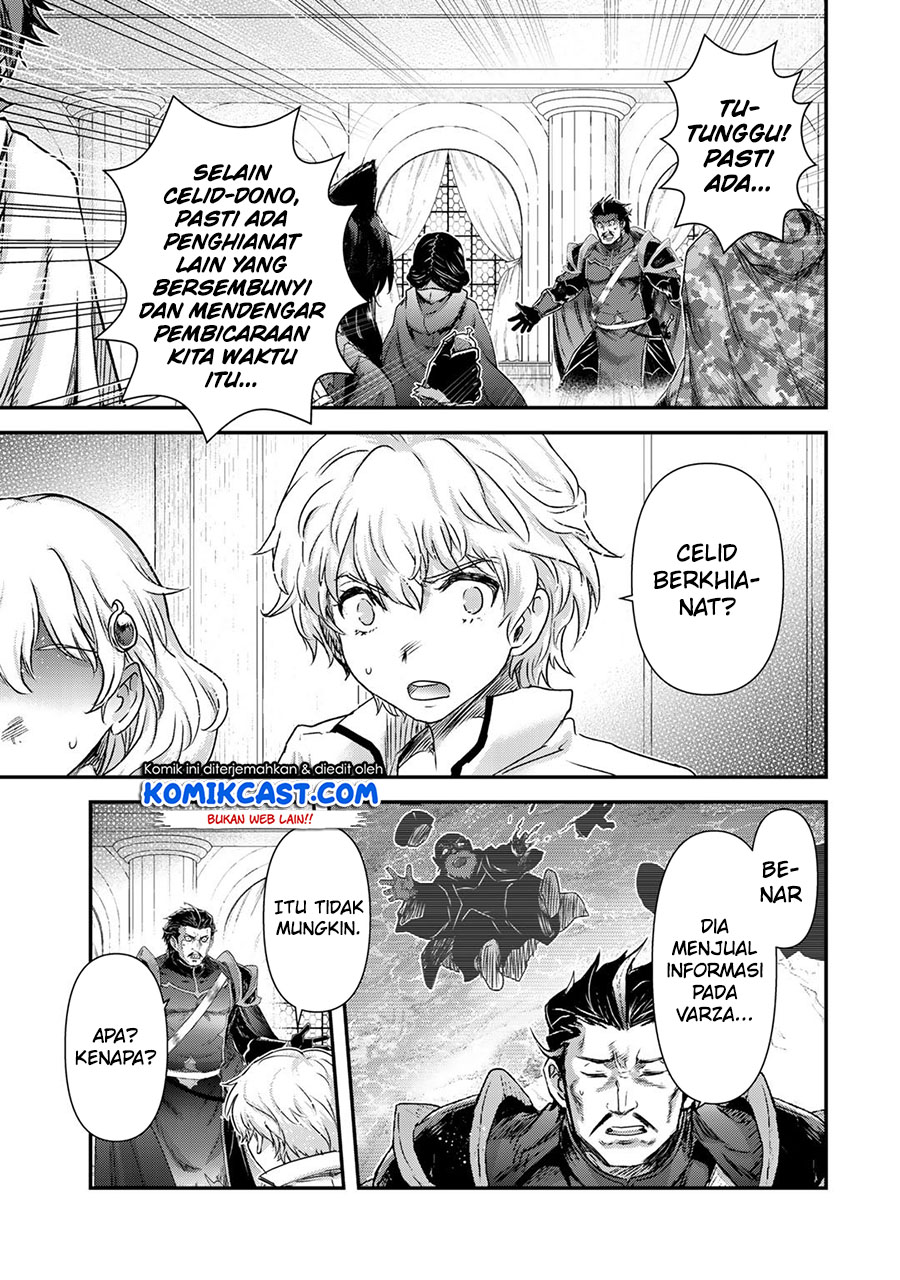 TU-
TUNGGU!
PASTI
ADA...
SELAIN
CELID-DONO,
PASTI ADA
PENGHIANAT
LAIN YANG
BERSEMBUNYI
DAN MENDENGAR
PEMBICARAAN
KITA WAKTU
ITU...
CELID
BERKHIA-
NAT?
Komik ini diterjemahkan & diedit oleh
KOMIKCAST.COM
BUKAN WEB LAIN!!
BE-
NAR
DIA
MENJUAL
INFORMASI
PADA
VARZA...
ITU TIDAK
MUNGKIN.
APA?
KENAPA?